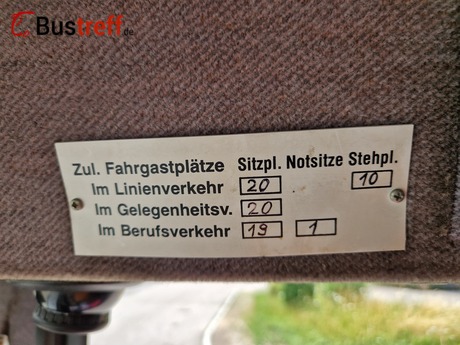 Bustreff.de
Zul. Fahrgastplätze Sitzpl. Notsitze Stehpl.
Im Linienverkehr 20 10
Im Gelegenheitsv. 20
Im Berufsverkehr 19 1